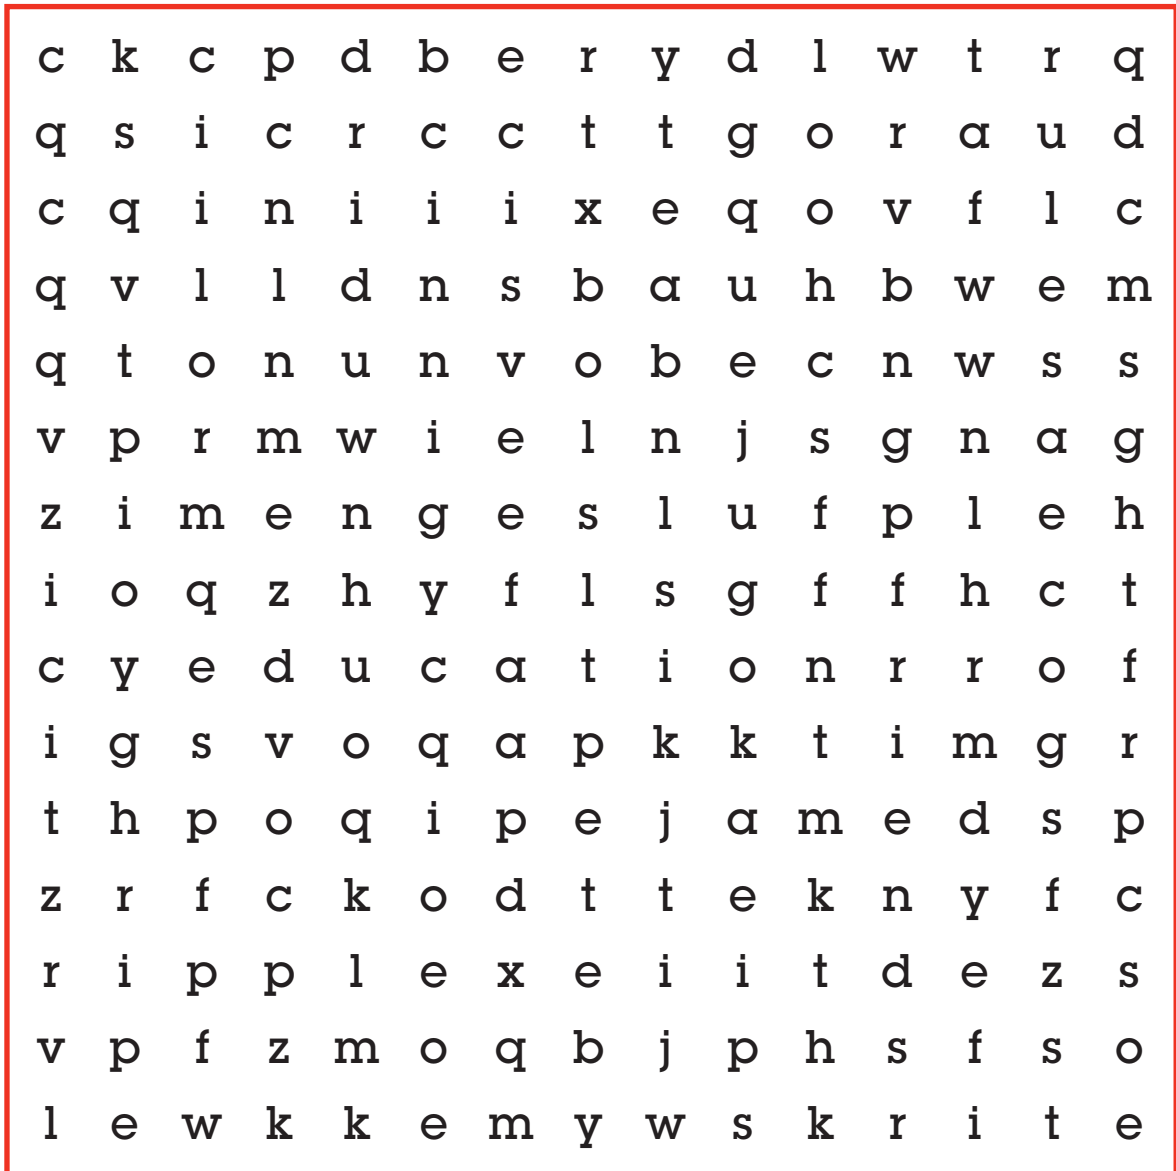 c k c p d b e r y d l w t r q
q s i c r c c t t g o r a u d
c q i n i i i x e q o v f l c
q v l l d n s b a u h b w e m
q t o n u n v o b e c n w s s
v p r m w i e l n j s g n a g
z i m e n g e s l u f p l e h
i o q z h y f l s g f f h c t
c y e d u c a t i o n r r o f
i g s v o q a p k k t i m g r
t h p o q i p e j a m e d s p
z r f c k o d t t e k n y f c
r i p p l e x e i i t d e z s
v p f z m o q b j p h s f s o
l e w k k e m y w s k r i t e